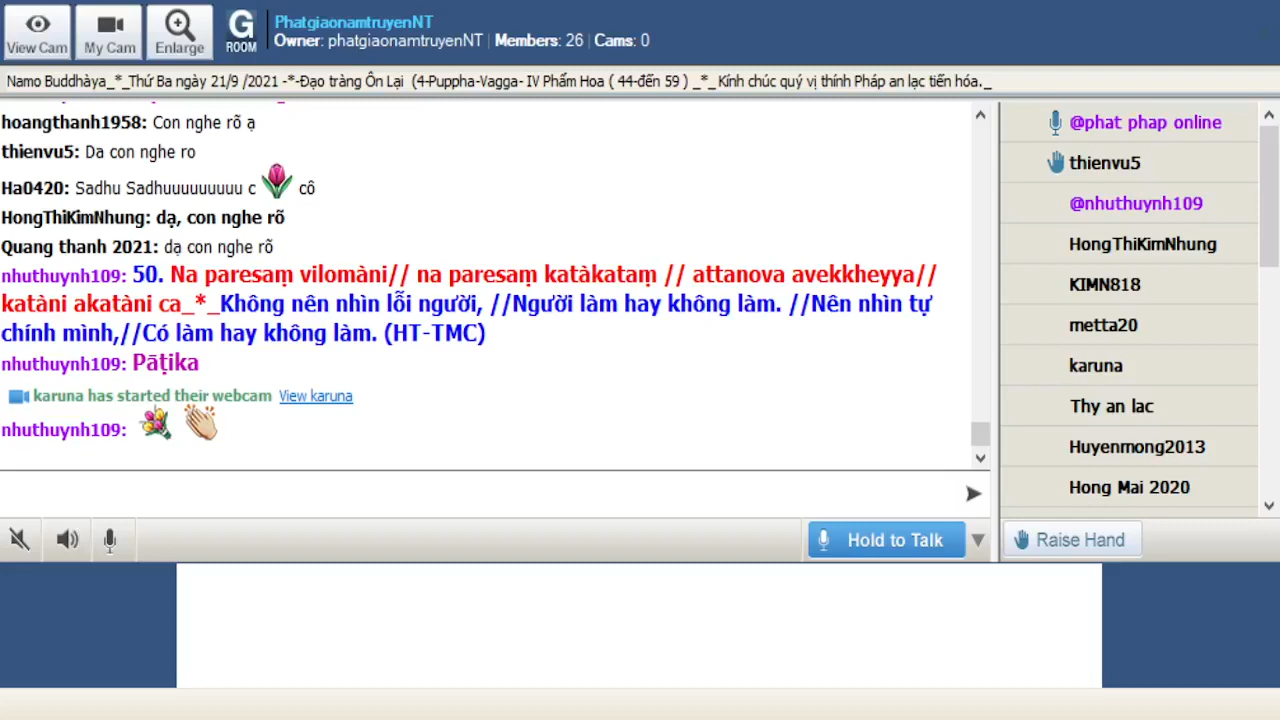 View Cam
My Cam
Enlarge
G
ROOM
PhatgiaonamtruyenNT
Owner: phatgiaonamtruyenNT | Members: 26 | Cams: 0
Namo Buddhàya_*_Thứ Ba ngày 21/9 /2021 -*-Đạo tràng Ôn Lại (4-Puppha-Vagga- IV Phẩm Hoa ( 44-đến 59 ) _*_Kính chúc quý vị thính Pháp an lạc tiến hóa._
hoangthanh1958: Con nghe rõ ạ
thienvu5: Da con nghe ro
Ha0420: Sadhu Sadhuuuuuuuuu c cô
HongThiKimNhung: dạ, con nghe rõ
Quang thanh 2021: dạ con nghe rõ
nhuthuynh109: 50. Na paresaṃ vilomàni// na paresaṃ katàkataṃ // attanova avekkheyya//
katàni akatàni ca_*_Không nên nhìn lỗi người, //Người làm hay không làm. //Nên nhìn tự
chính mình,//Có làm hay không làm. (HT-TMC)
nhuthuynh109: Pāṭika
karuna has started their webcam View karuna
nhuthuynh109:
@phat phap online
thienvu5
@nhuthuynh109
HongThiKimNhung
KIMN818
metta20
karuna
Thy an lac
Huyenmong2013
Hong Mai 2020
Hold to Talk
Raise Hand